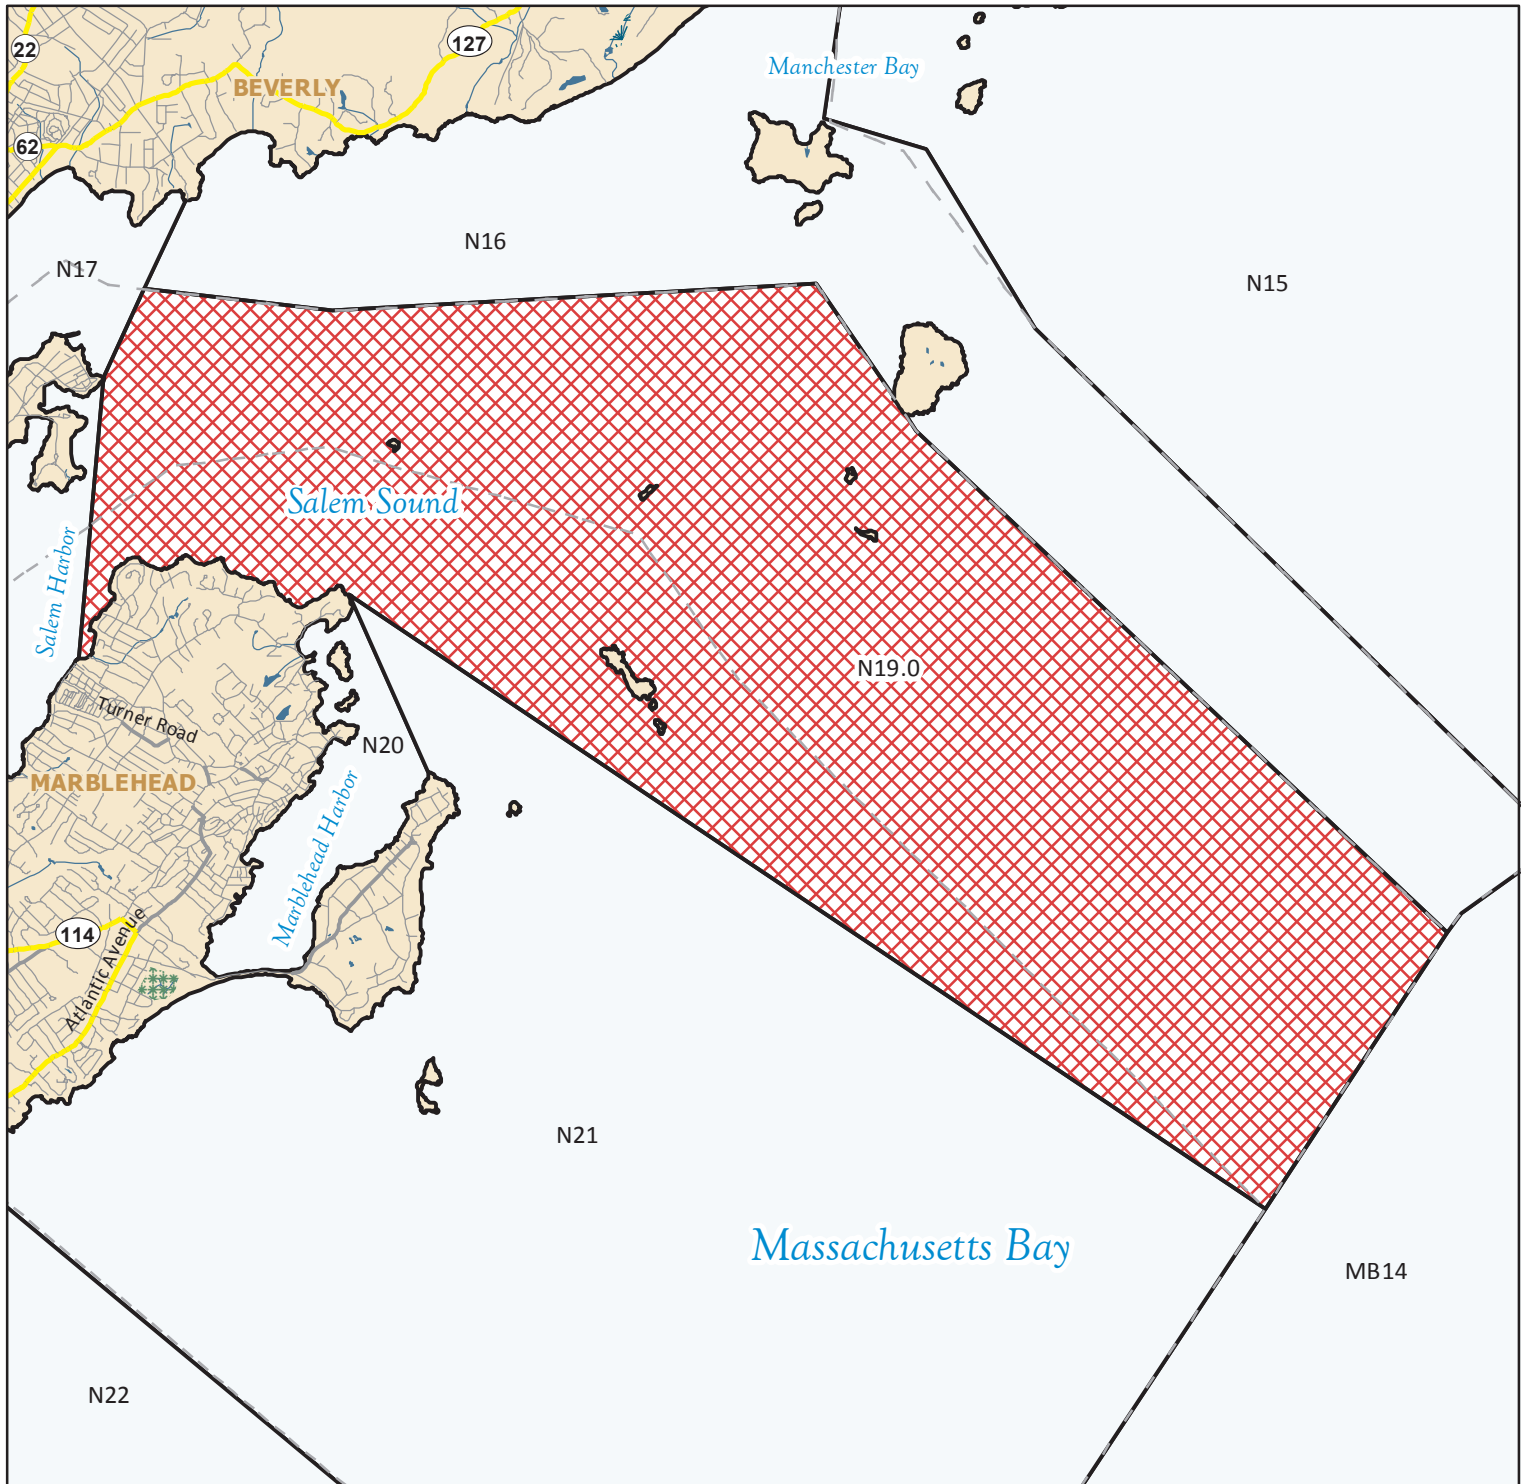 22
127
Manchester Bay
BEVERLY
62
N16
N17
N15
Salem Sound
Salem Harbor
N19.0
Turner Road
N20
MARBLEHEAD
Marblehead Harbor
114
Atlantic Avenue
N21
Massachusetts Bay
MB14
N22